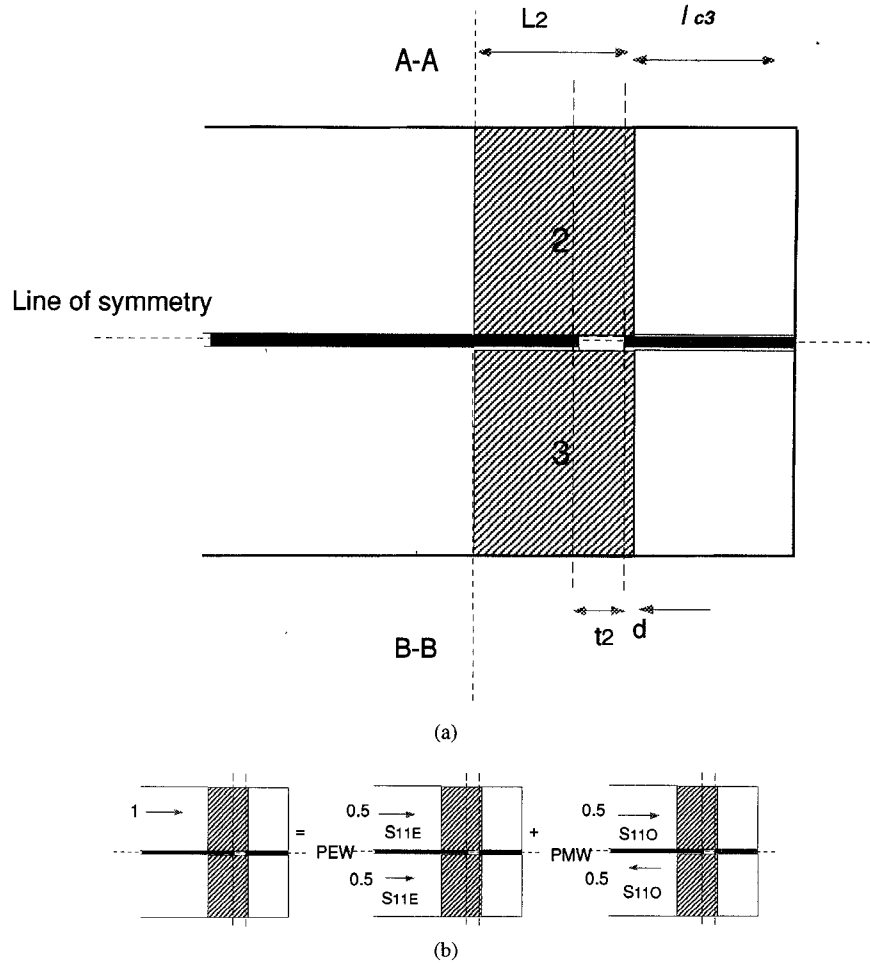 L2
l c3
A-A
2
Line of symmetry
3
t2
d
B-B
(a)
1
=
0.5
S11E
PEW
0.5
S11E
+
0.5
S11O
PMW
0.5
S11O
(b)